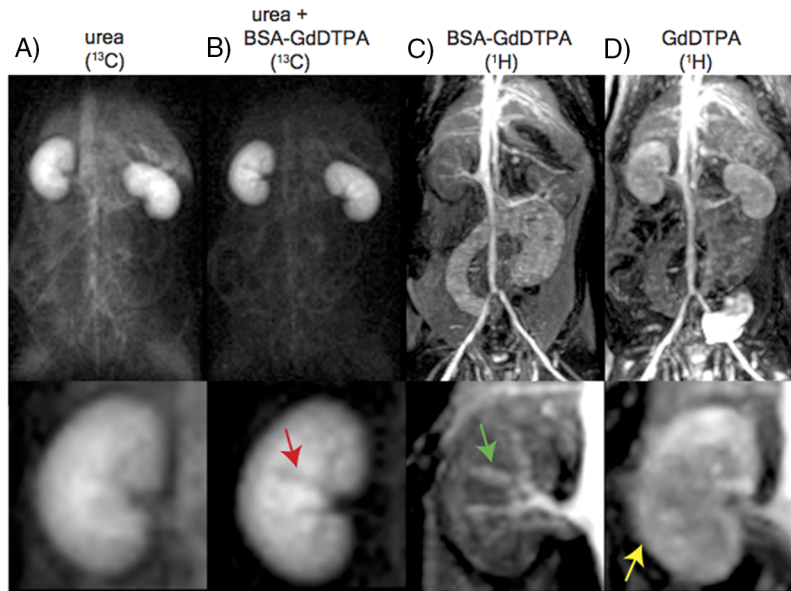 A) urea
(¹³C)
B) urea +
BSA-GdDTPA
(¹³C)
C) BSA-GdDTPA
(¹H)
D) GdDTPA
(¹H)